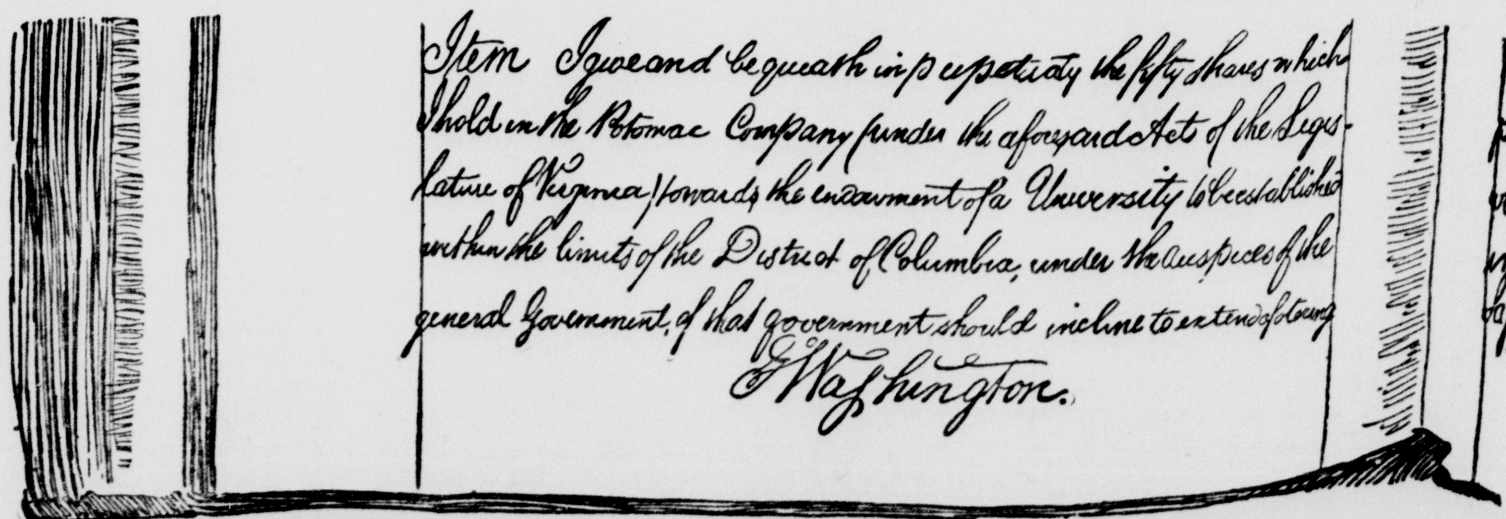 Item I give and bequeath in perpetuity the fifty shares which
I hold in the Potomac Company (under the aforesaid Acts of the Legis-
lature of Virginia) towards the endowment of a University to be established
within the limits of the District of Columbia, under the auspices of the
general Government, if that government should incline to extend a fostering
G Washington.